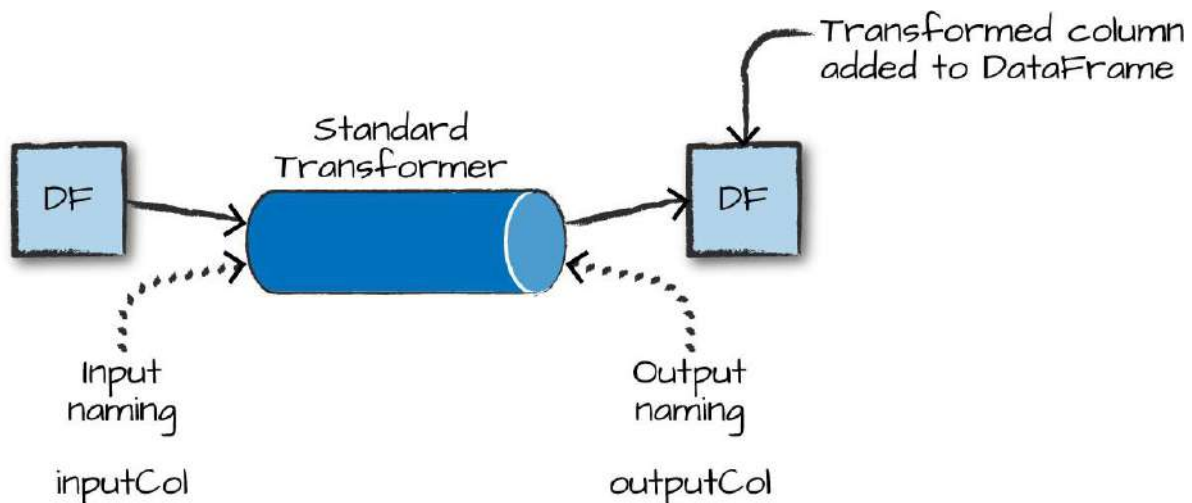 Transformed column
added to DataFrame
Standard
Transformer
DF
DF
Input
naming
inputCol
Output
naming
outputCol